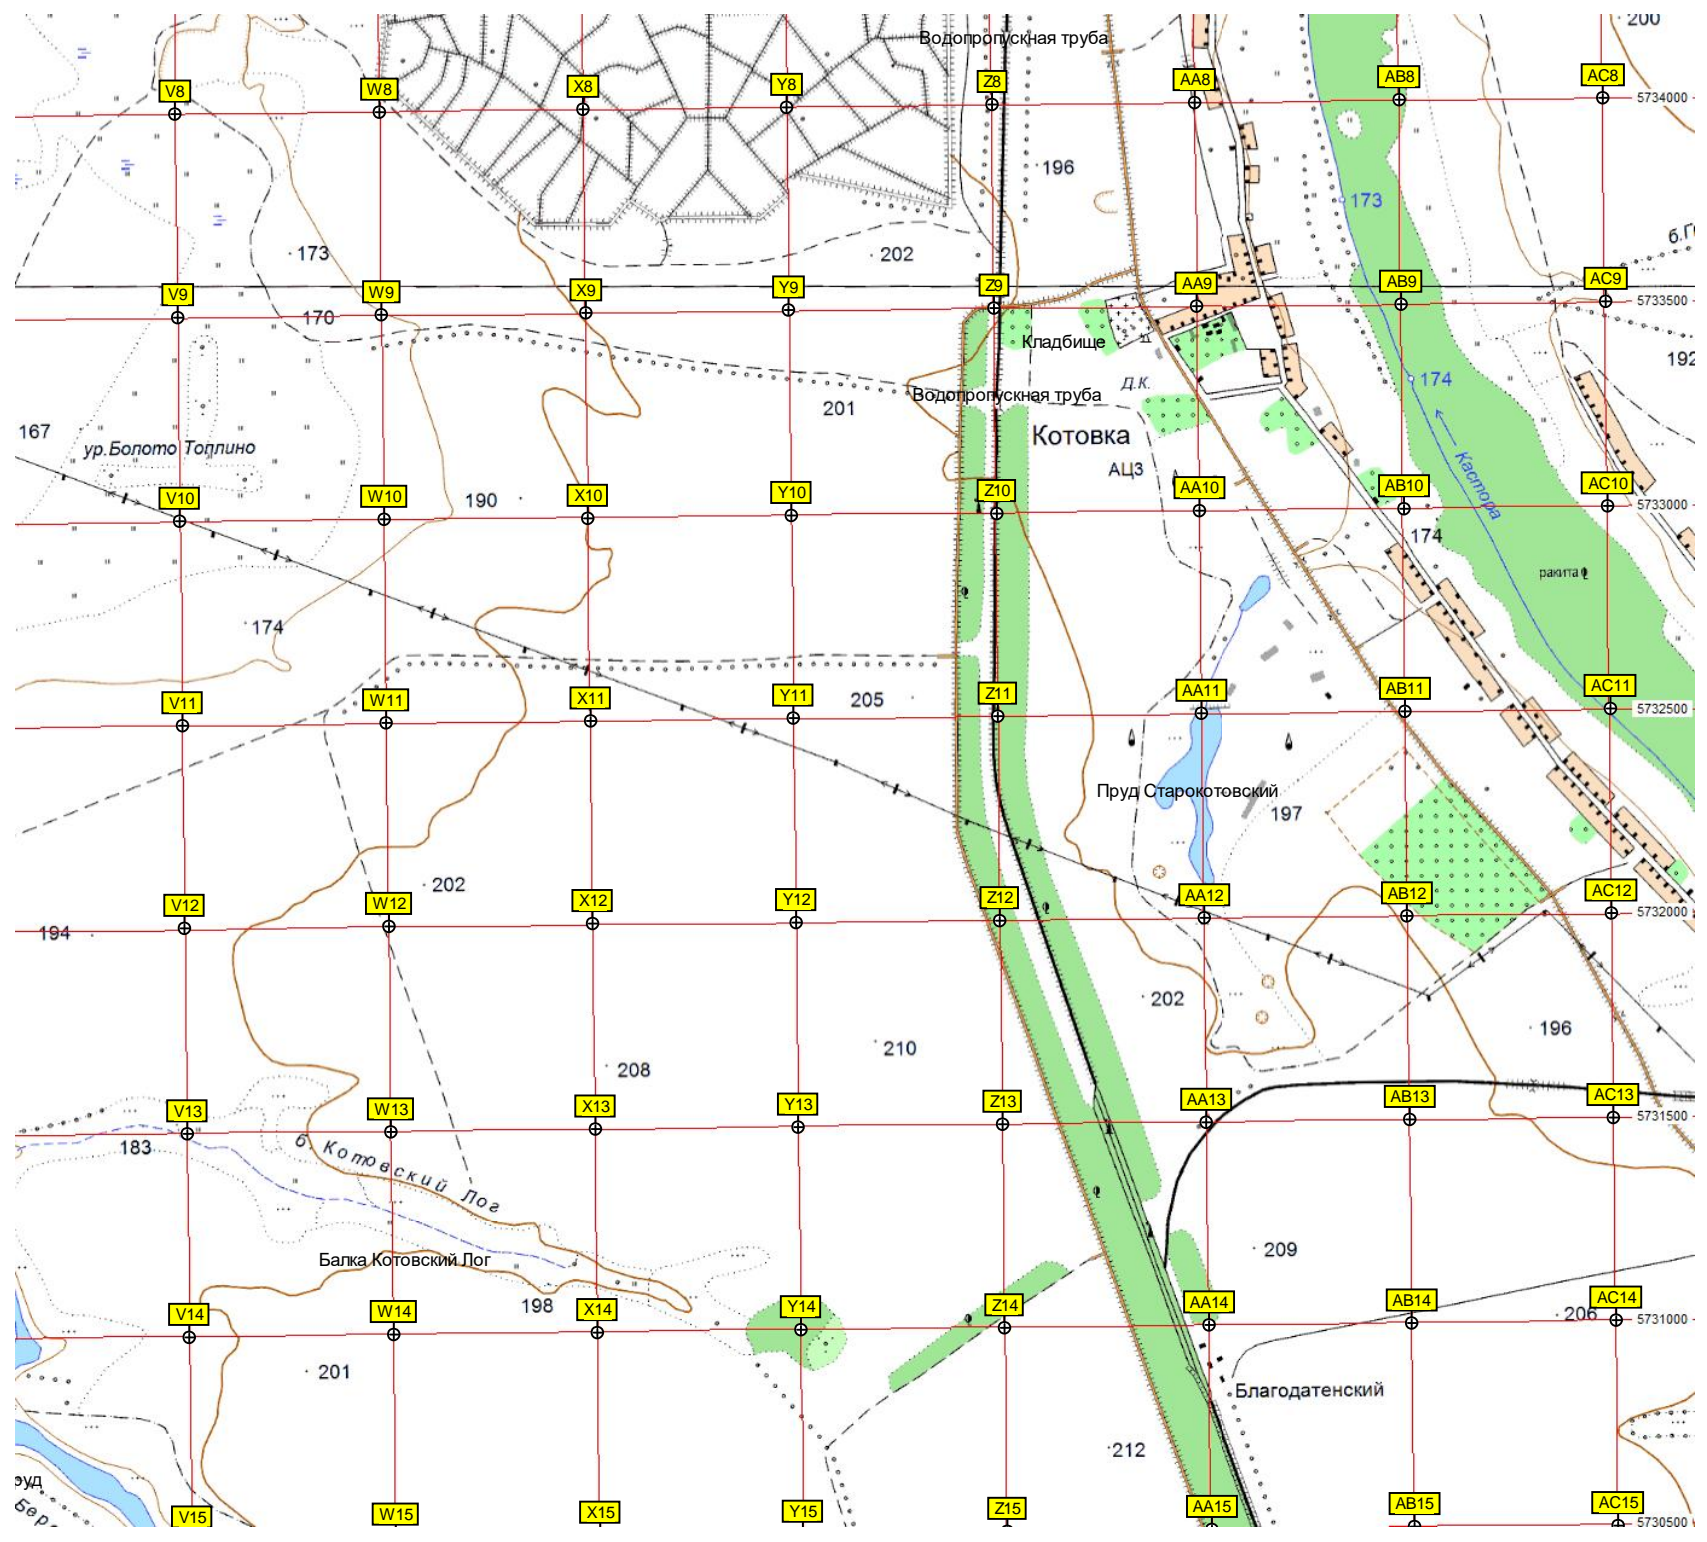 200
Водопропускная труба
V8
W8
X8
Y8
Z8
AA8
AB8
AC8
5734000
196
173
173
202
б.Г
V9
W9
X9
Y9
Z9
AA9
AB9
AC9
5733500
170
Кладбище
192
174
Д.К.
201
Водопропускная труба
167
ур.Болото Топлино
Котовка
АЦЗ
Кастора
V10
W10
190
X10
Y10
Z10
AA10
AB10
AC10
5733000
174
ракита
174
V11
W11
X11
Y11
205
Z11
AA11
AB11
AC11
5732500
Пруд Старокотовский
197
202
V12
W12
X12
Y12
Z12
AA12
AB12
AC12
5732000
194
202
196
210
208
V13
W13
X13
Y13
Z13
AA13
AB13
AC13
5731500
183
б. Котовский Лог
209
Балка Котовский Лог
198
V14
W14
X14
Y14
Z14
AA14
AB14
AC14
206
5731000
201
Благодатенский
212
руд
Бере
V15
W15
X15
Y15
Z15
AA15
AB15
AC15
5730500